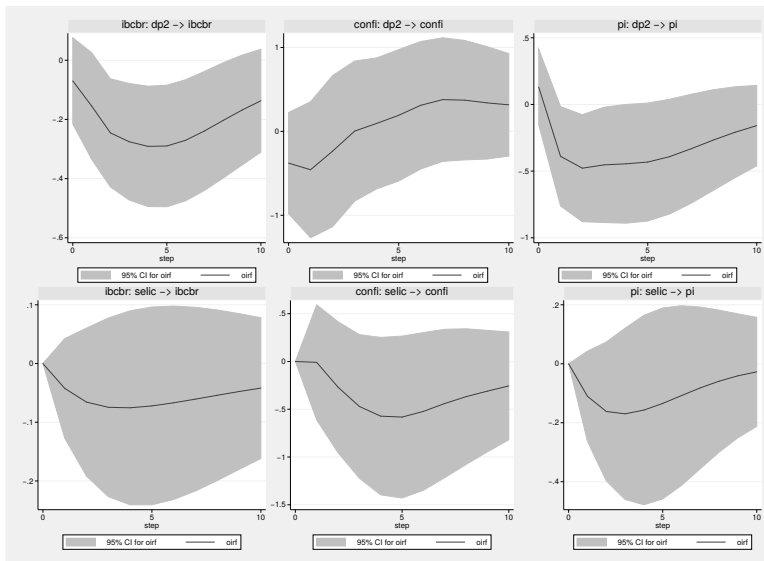 ibcbr: dp2 −> ibcbr
0
−.2
−.4
−.6
0
5
10
step
95% CI for oirf
oirf
confi: dp2 −> confi
1
0
−1
0
5
10
step
95% CI for oirf
oirf
pi: dp2 −> pi
.5
0
−.5
−1
0
5
10
step
95% CI for oirf
oirf
ibcbr: selic −> ibcbr
.1
0
−.1
−.2
0
5
10
step
95% CI for oirf
oirf
confi: selic −> confi
.5
0
−.5
−1
−1.5
0
5
10
step
95% CI for oirf
oirf
pi: selic −> pi
.2
0
−.2
−.4
0
5
10
step
95% CI for oirf
oirf